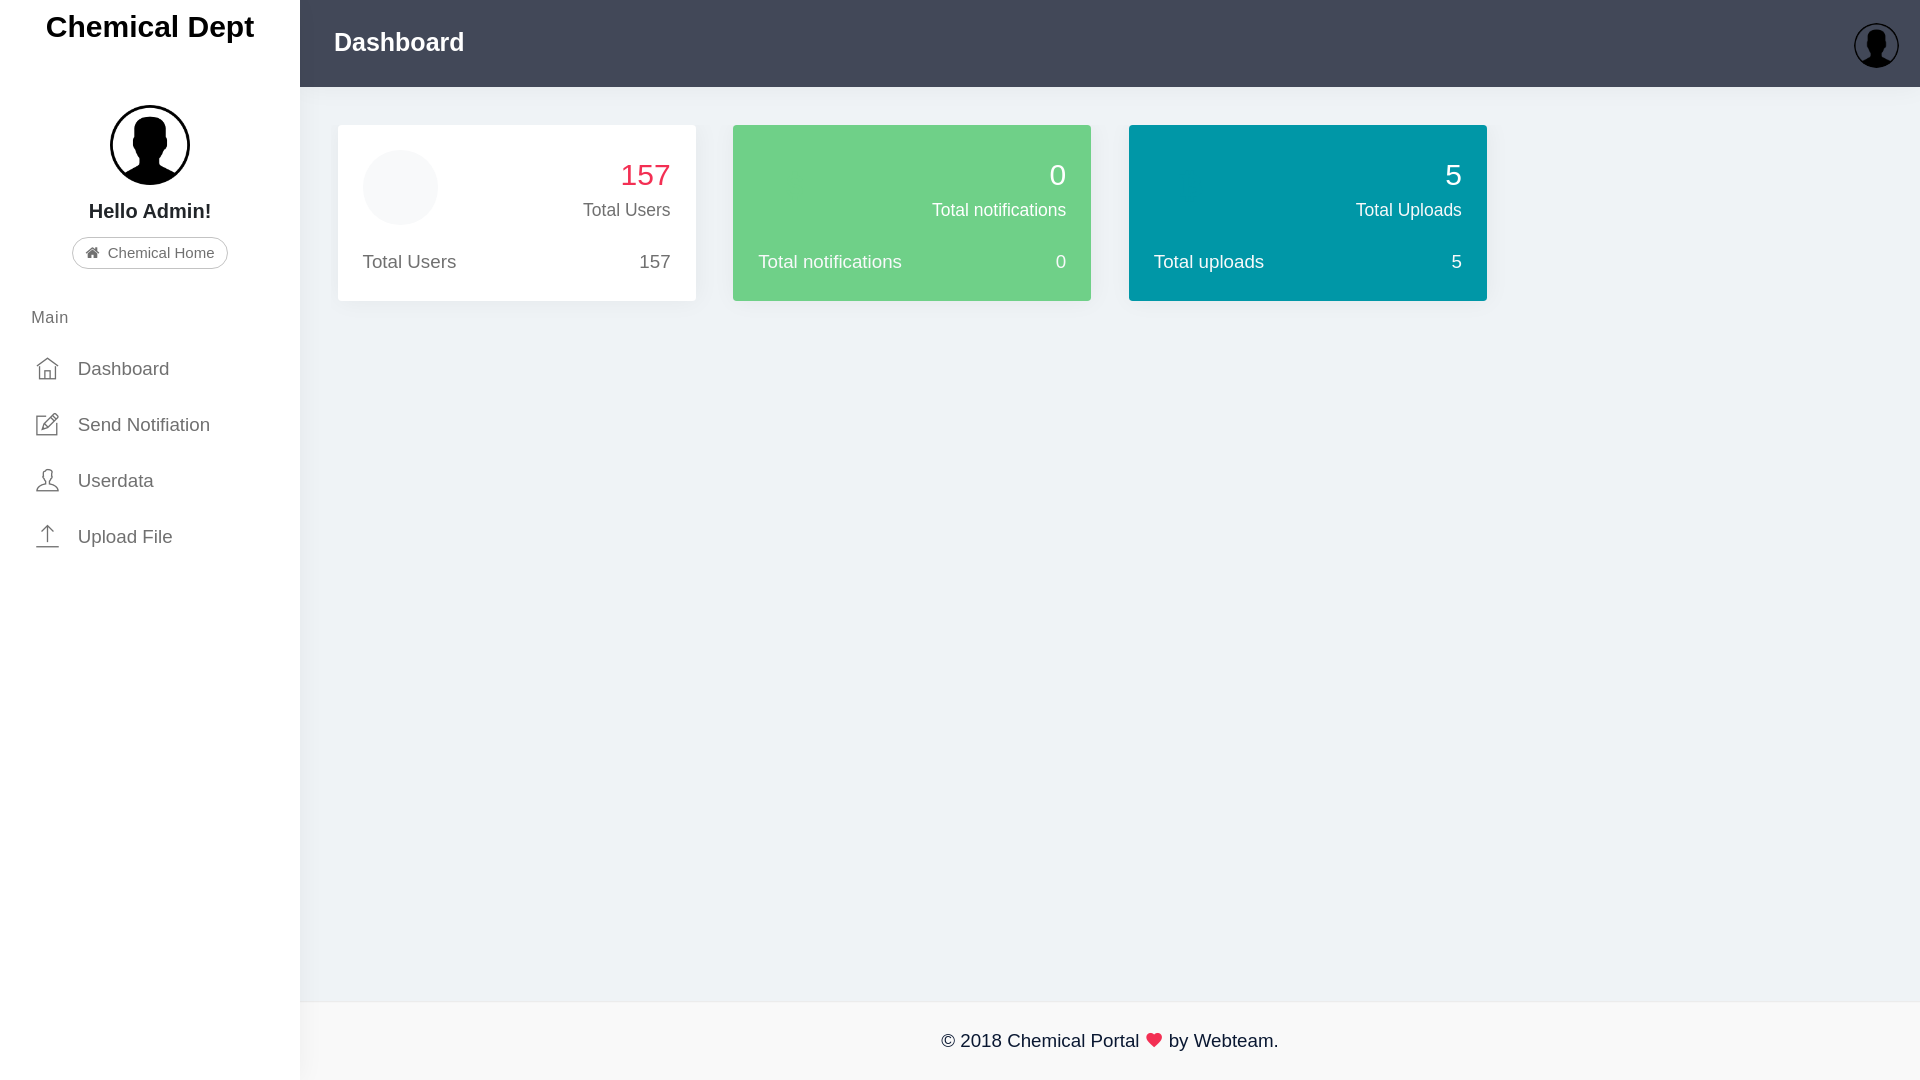 Chemical Dept
Hello Admin!
Chemical Home
Main
Dashboard
Send Notifiation
Userdata
Upload File
Dashboard
157
Total Users
Total Users 157
0
Total notifications
Total notifications 0
5
Total Uploads
Total uploads 5
© 2018 Chemical Portal ♥ by Webteam.